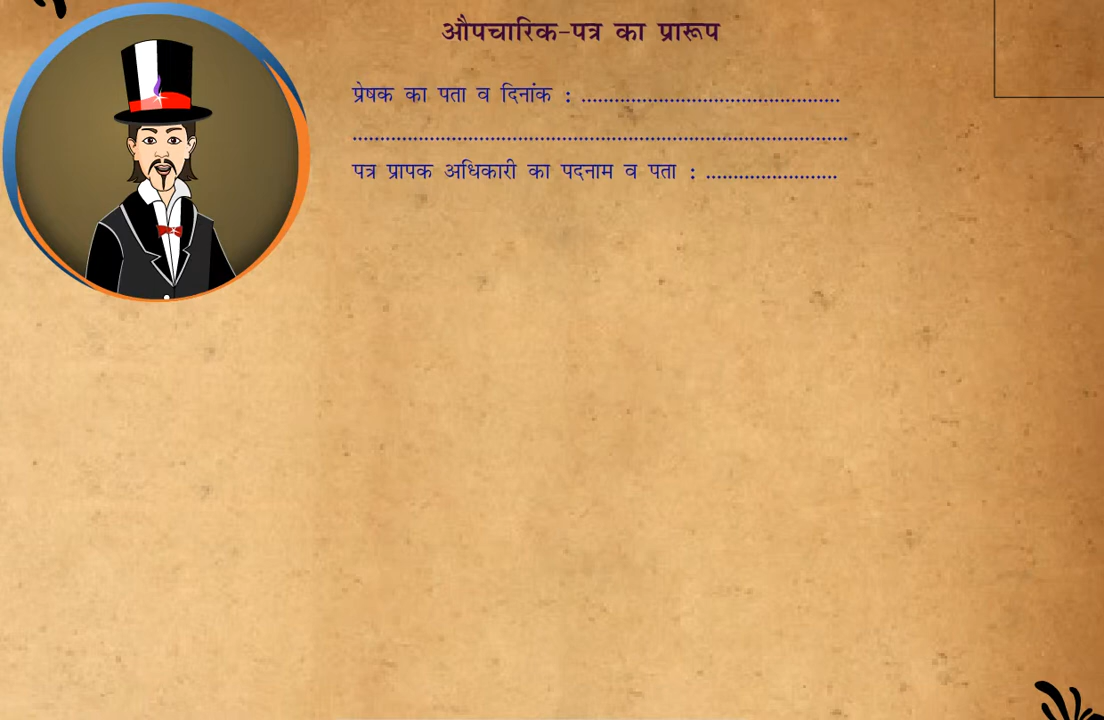 औपचारिक-पत्र का प्रारूप
प्रेषक का पता व दिनांक : ...............................................
..........................................................................................
पत्र प्रापक अधिकारी का पदनाम व पता : ........................